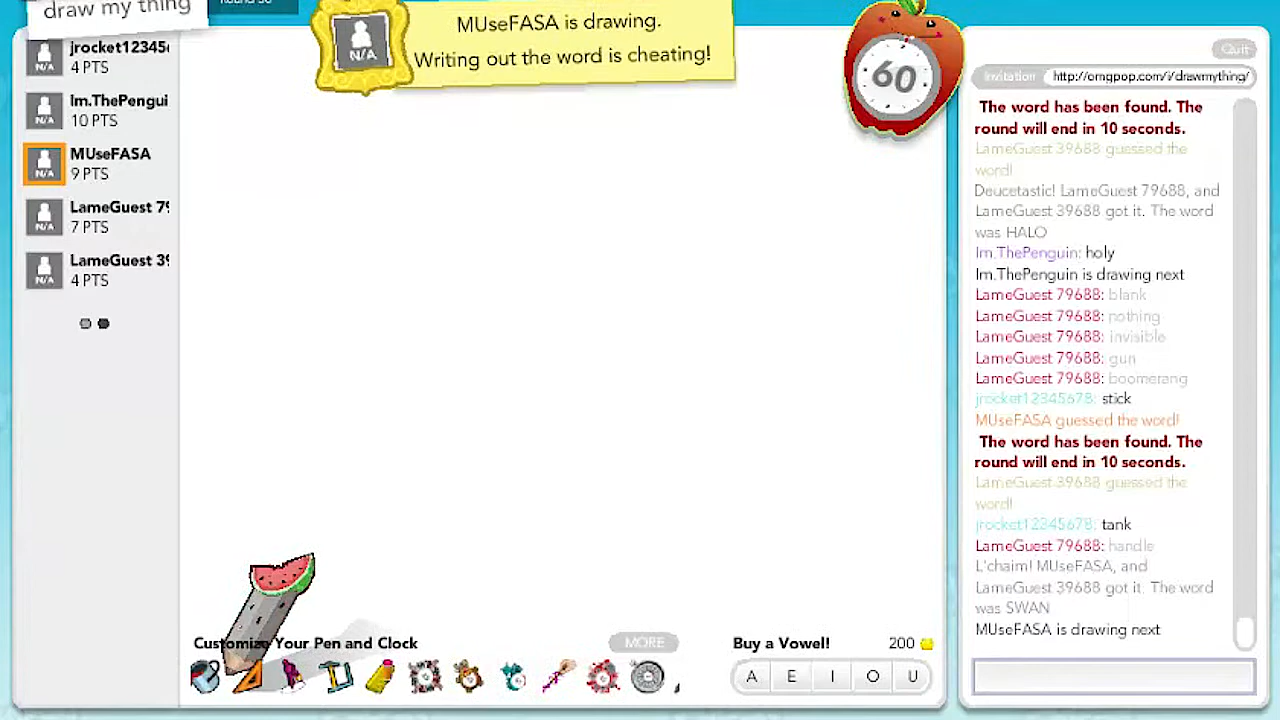 draw my thing
MUseFASA is drawing.
Writing out the word is cheating!
60
Quit
Invitation http://omgpop.com/i/drawmything/
N/A
jrocket12345
4 PTS
N/A
Im.ThePengui
10 PTS
N/A
MUseFASA
9 PTS
N/A
LameGuest 79
7 PTS
N/A
LameGuest 39
4 PTS
N/A
The word has been found. The
round will end in 10 seconds.
LameGuest 39688 guessed the
word!
Deucetastic! LameGuest 79688, and
LameGuest 39688 got it. The word
was HALO
Im.ThePenguin: holy
Im.ThePenguin is drawing next
LameGuest 79688: blank
LameGuest 79688: nothing
LameGuest 79688: invisible
LameGuest 79688: gun
LameGuest 79688: boomerang
jrocket12345678: stick
MUseFASA guessed the word!
The word has been found. The
round will end in 10 seconds.
LameGuest 39688 guessed the
word!
jrocket12345678: tank
LameGuest 79688: handle
L'chaim! MUseFASA, and
LameGuest 39688 got it. The word
was SWAN
MUseFASA is drawing next
Customize Your Pen and Clock
MORE
Buy a Vowel! 200
A E I O U